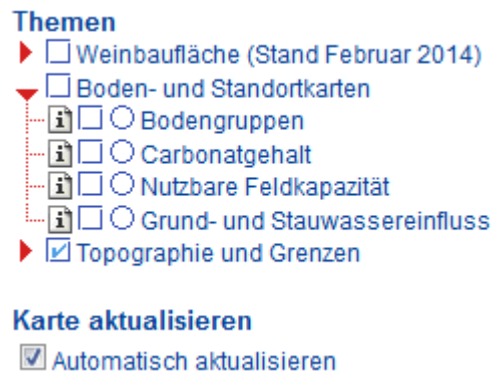 Themen
Weinbaufläche (Stand Februar 2014)
Boden- und Standortkarten
i Bodengruppen
i Carbonatgehalt
i Nutzbare Feldkapazität
i Grund- und Stauwassereinfluss
Topographie und Grenzen
Karte aktualisieren
Automatisch aktualisieren